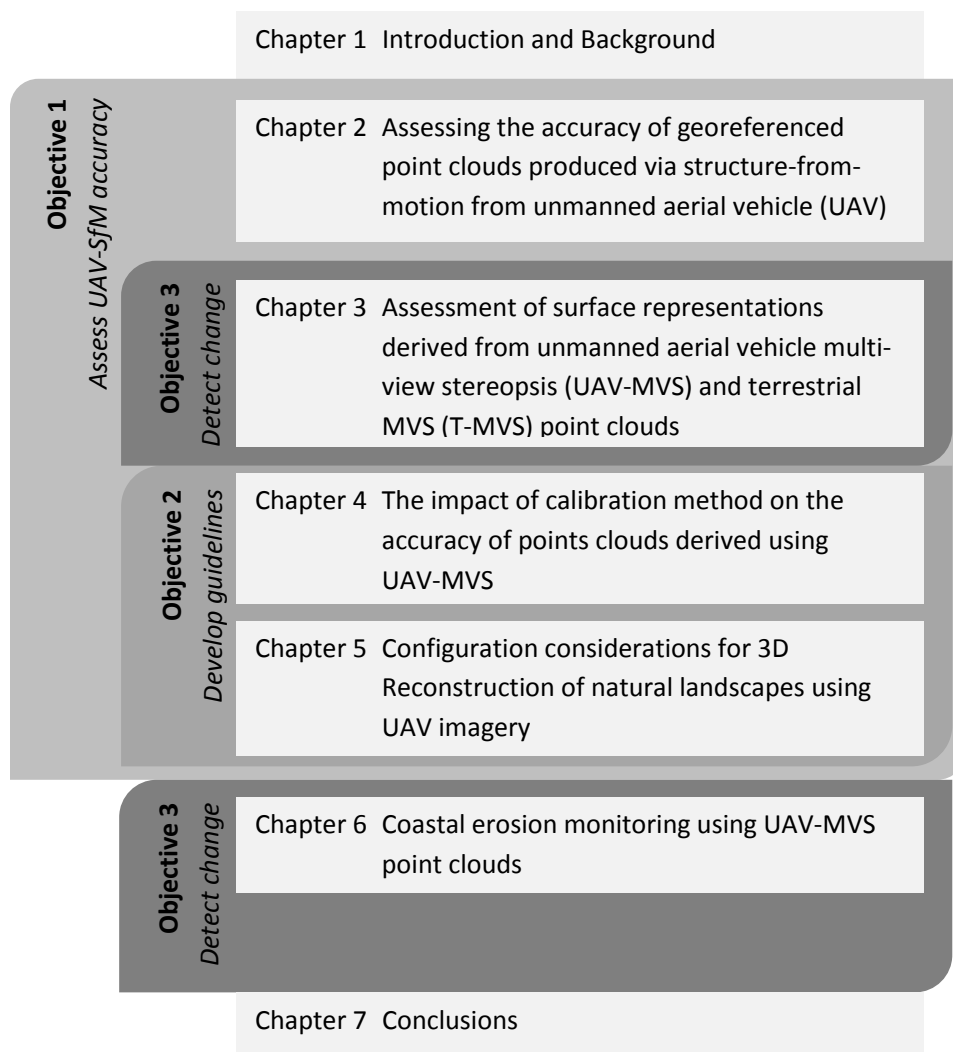 Chapter 1 Introduction and Background
Objective 1
Assess UAV-SfM accuracy
Chapter 2 Assessing the accuracy of georeferenced
point clouds produced via structure-from-
motion from unmanned aerial vehicle (UAV)
Objective 3
Detect change
Chapter 3 Assessment of surface representations
derived from unmanned aerial vehicle multi-
view stereopsis (UAV-MVS) and terrestrial
MVS (T-MVS) point clouds
Objective 2
Develop guidelines
Chapter 4 The impact of calibration method on the
accuracy of points clouds derived using
UAV-MVS
Chapter 5 Configuration considerations for 3D
Reconstruction of natural landscapes using
UAV imagery
Objective 3
Detect change
Chapter 6 Coastal erosion monitoring using UAV-MVS
point clouds
Chapter 7 Conclusions